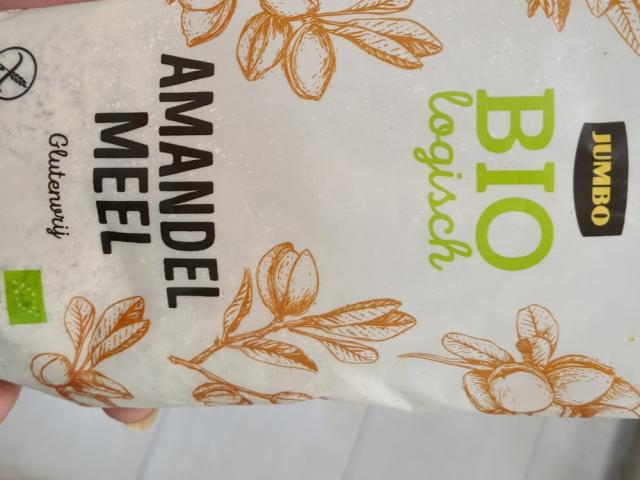 JUMBO
BIO
logisch
AMANDEL
MEEL
Glutenvrij